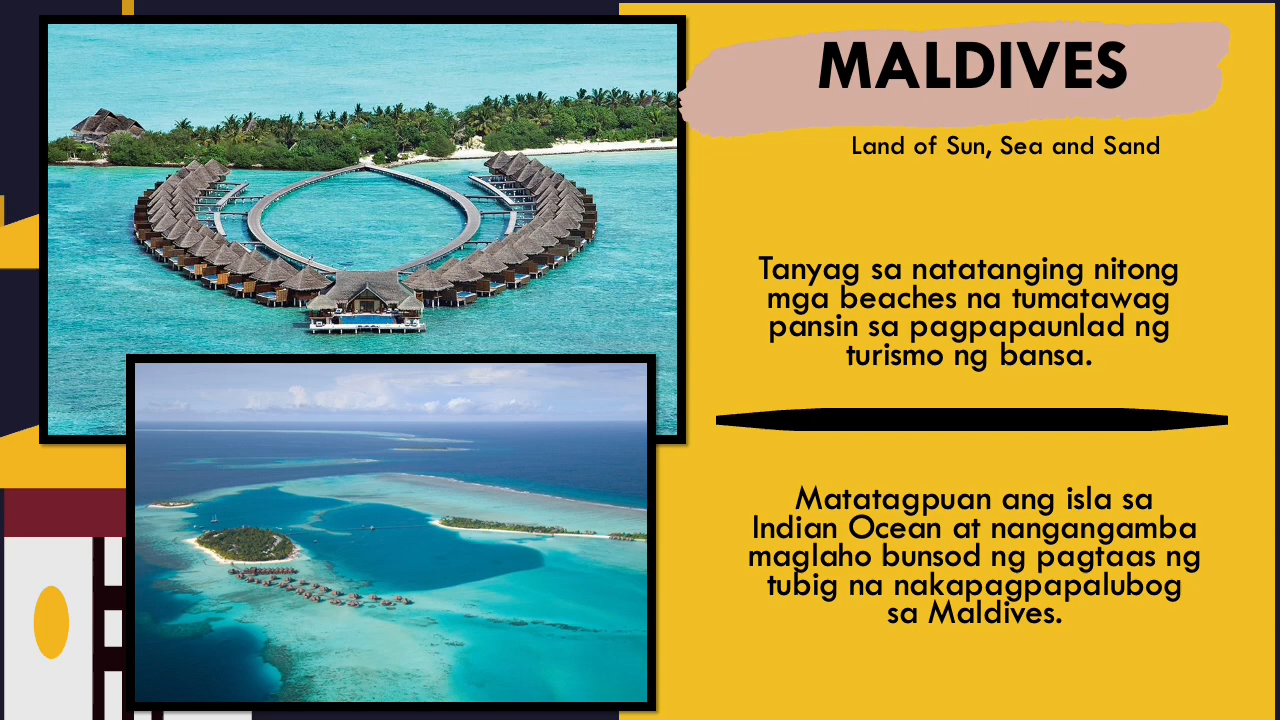 MALDIVES
Land of Sun, Sea and Sand
Tanyag sa natatanging nitong
mga beaches na tumatawag
pansin sa pagpapaunlad ng
turismo ng bansa.
Matatagpuan ang isla sa
Indian Ocean at nangangamba
maglaho bunsod ng pagtaas ng
tubig na nakapagpapalubog
sa Maldives.